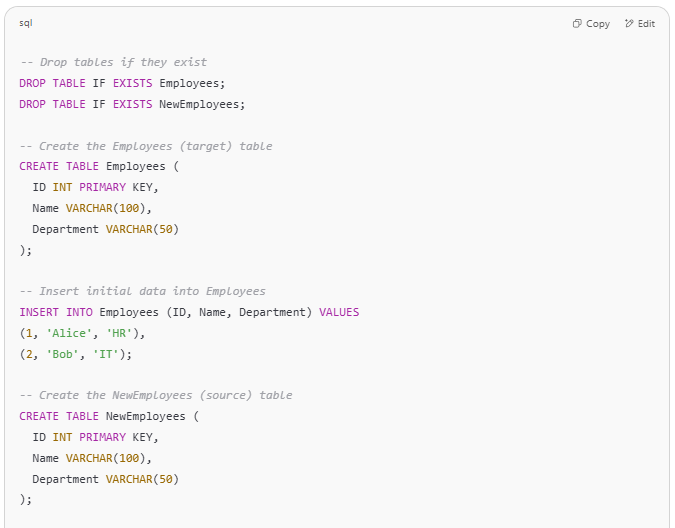 sql
Copy Edit
-- Drop tables if they exist
DROP TABLE IF EXISTS Employees;
DROP TABLE IF EXISTS NewEmployees;
-- Create the Employees (target) table
CREATE TABLE Employees (
ID INT PRIMARY KEY,
Name VARCHAR(100),
Department VARCHAR(50)
);
-- Insert initial data into Employees
INSERT INTO Employees (ID, Name, Department) VALUES
(1, 'Alice', 'HR'),
(2, 'Bob', 'IT');
-- Create the NewEmployees (source) table
CREATE TABLE NewEmployees (
ID INT PRIMARY KEY,
Name VARCHAR(100),
Department VARCHAR(50)
);